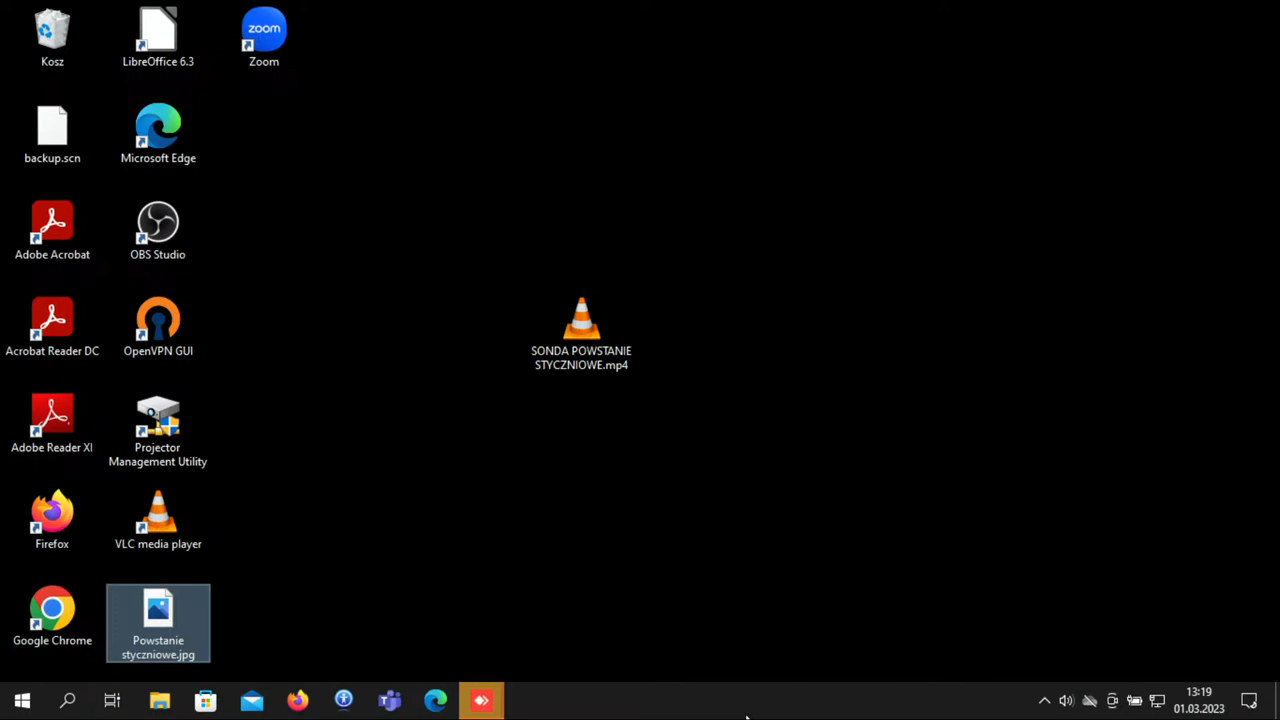 Kosz
LibreOffice 6.3
zoom
Zoom
backup.scn
Microsoft Edge
Adobe Acrobat
OBS Studio
Acrobat Reader DC
OpenVPN GUI
SONDA POWSTANIE
STYCZNIOWE.mp4
Adobe Reader XI
Projector
Management Utility
Firefox
VLC media player
Google Chrome
Powstanie
styczniowe.jpg
13:19
01.03.2023